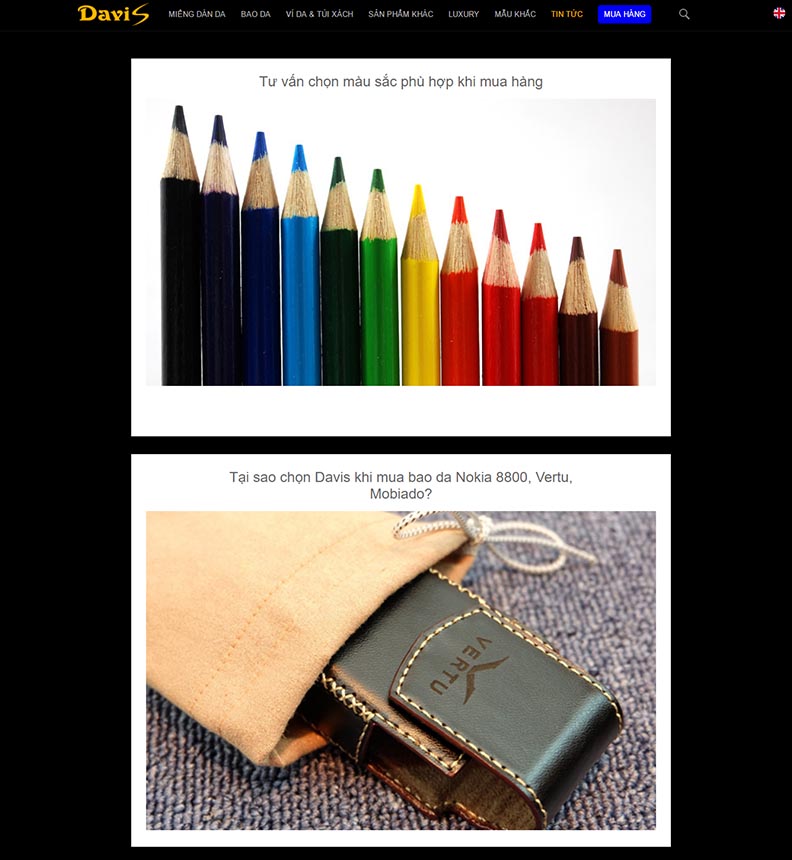 DaviS
MIẾNG DÁN DA
BAO DA
VÍ DA & TÚI XÁCH
SẢN PHẨM KHÁC
LUXURY
MẪU KHẮC
TIN TỨC
MUA HÀNG
Tư vấn chọn màu sắc phù hợp khi mua hàng
Tại sao chọn Davis khi mua bao da Nokia 8800, Vertu,
Mobiado?
VERTU